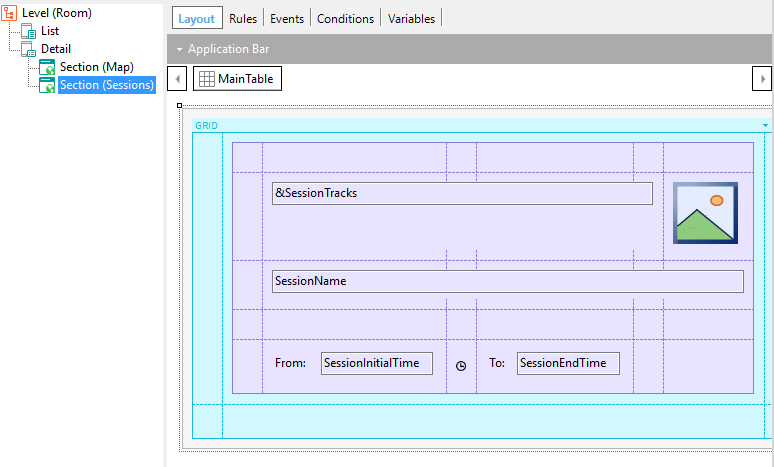 Level (Room)
List
Detail
Section (Map)
Section (Sessions)
Layout Rules Events Conditions Variables
Application Bar
MainTable
GRID
&SessionTracks
SessionName
From: SessionInitialTime To: SessionEndTime